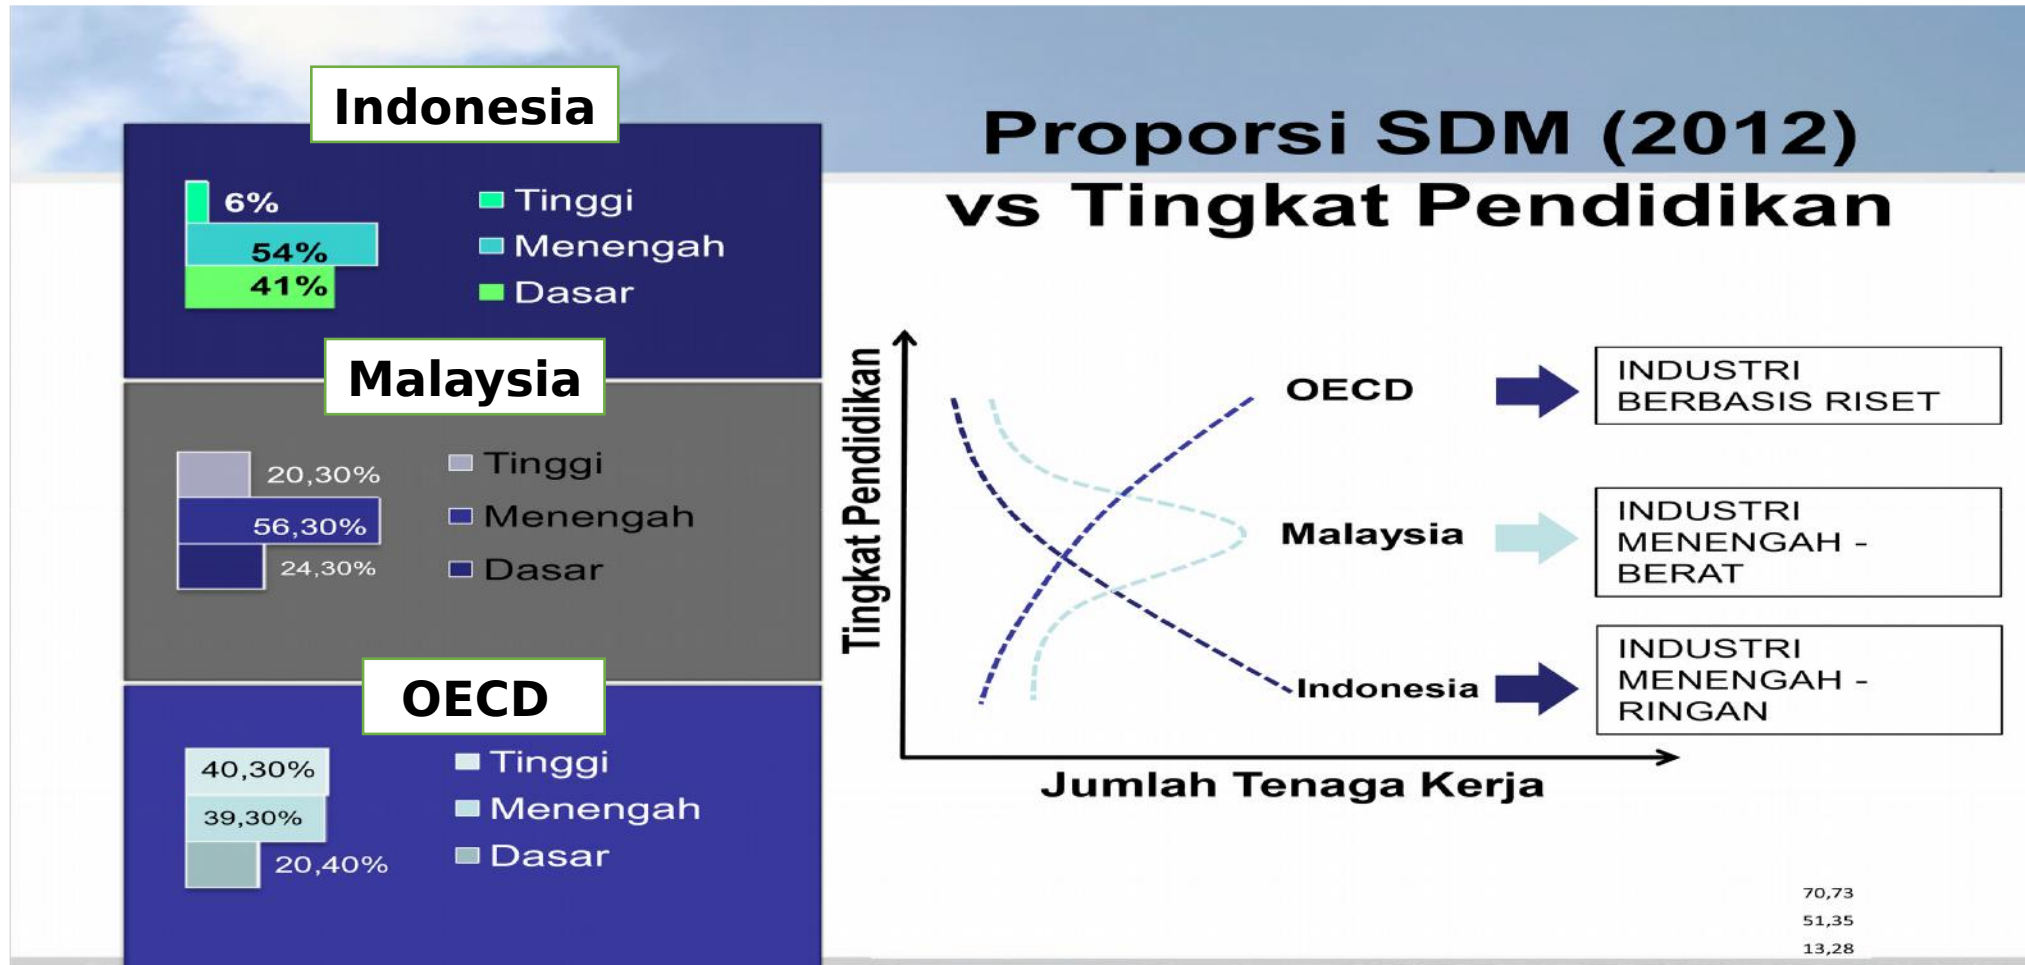 Indonesia
6%
54%
41%
Tinggi
Menengah
Dasar
Malaysia
20,30%
56,30%
24,30%
Tinggi
Menengah
Dasar
OECD
40,30%
39,30%
20,40%
Tinggi
Menengah
Dasar
Proporsi SDM (2012)
vs Tingkat Pendidikan
Tingkat Pendidikan
Jumlah Tenaga Kerja
OECD
INDUSTRI
BERBASIS RISET
Malaysia
INDUSTRI
MENENGAH -
BERAT
Indonesia
INDUSTRI
MENENGAH -
RINGAN
70,73
51,35
13,28